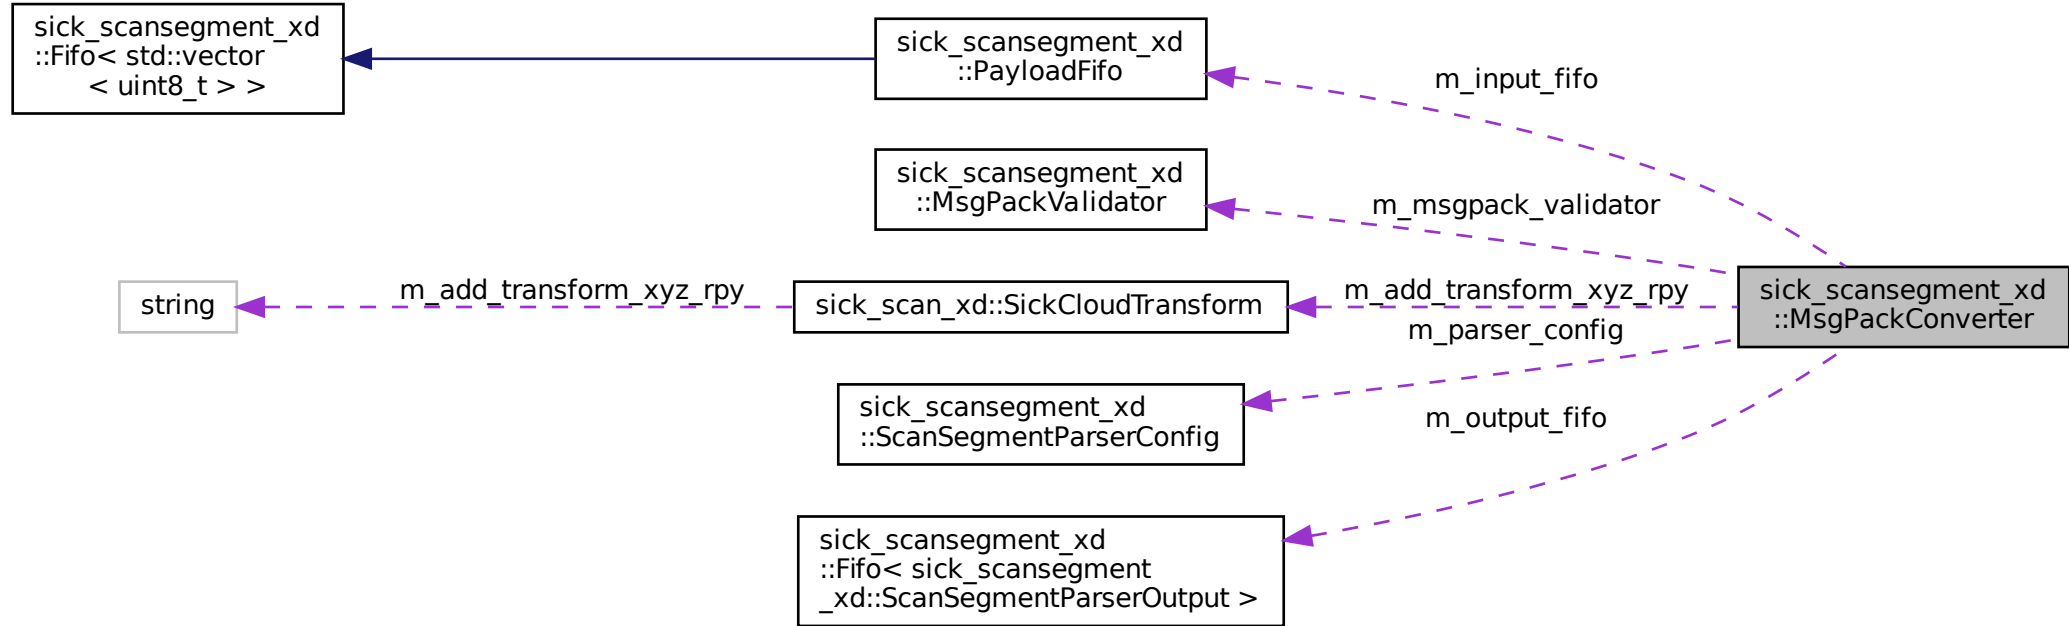 sick_scansegment_xd
::Fifo< std::vector
< uint8_t > >
sick_scansegment_xd
::PayloadFifo
m_input_fifo
sick_scansegment_xd
::MsgPackValidator
m_msgpack_validator
string
m_add_transform_xyz_rpy
sick_scan_xd::SickCloudTransform
m_add_transform_xyz_rpy
sick_scansegment_xd
::MsgPackConverter
m_parser_config
sick_scansegment_xd
::ScanSegmentParserConfig
m_output_fifo
sick_scansegment_xd
::Fifo< sick_scansegment
_xd::ScanSegmentParserOutput >